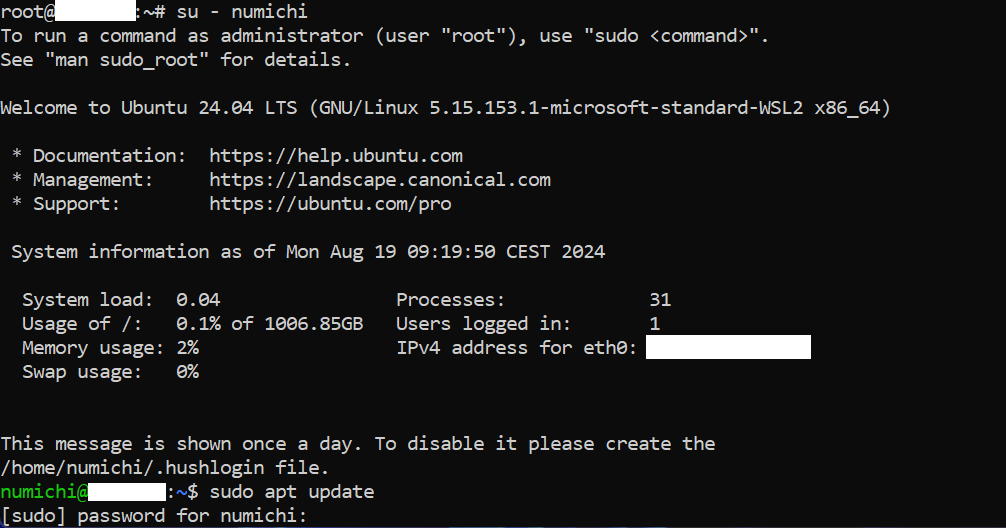 root@:~# su - numichi
To run a command as administrator (user "root"), use "sudo <command>".
See "man sudo_root" for details.
Welcome to Ubuntu 24.04 LTS (GNU/Linux 5.15.153.1-microsoft-standard-WSL2 x86_64)
* Documentation:  https://help.ubuntu.com
* Management:     https://landscape.canonical.com
* Support:        https://ubuntu.com/pro
System information as of Mon Aug 19 09:19:50 CEST 2024
System load:  0.04                Processes:             31
Usage of /:   0.1% of 1006.85GB   Users logged in:       1
Memory usage: 2%                  IPv4 address for eth0:
Swap usage:   0%
This message is shown once a day. To disable it please create the
/home/numichi/.hushlogin file.
numichi@:~$ sudo apt update
[sudo] password for numichi: